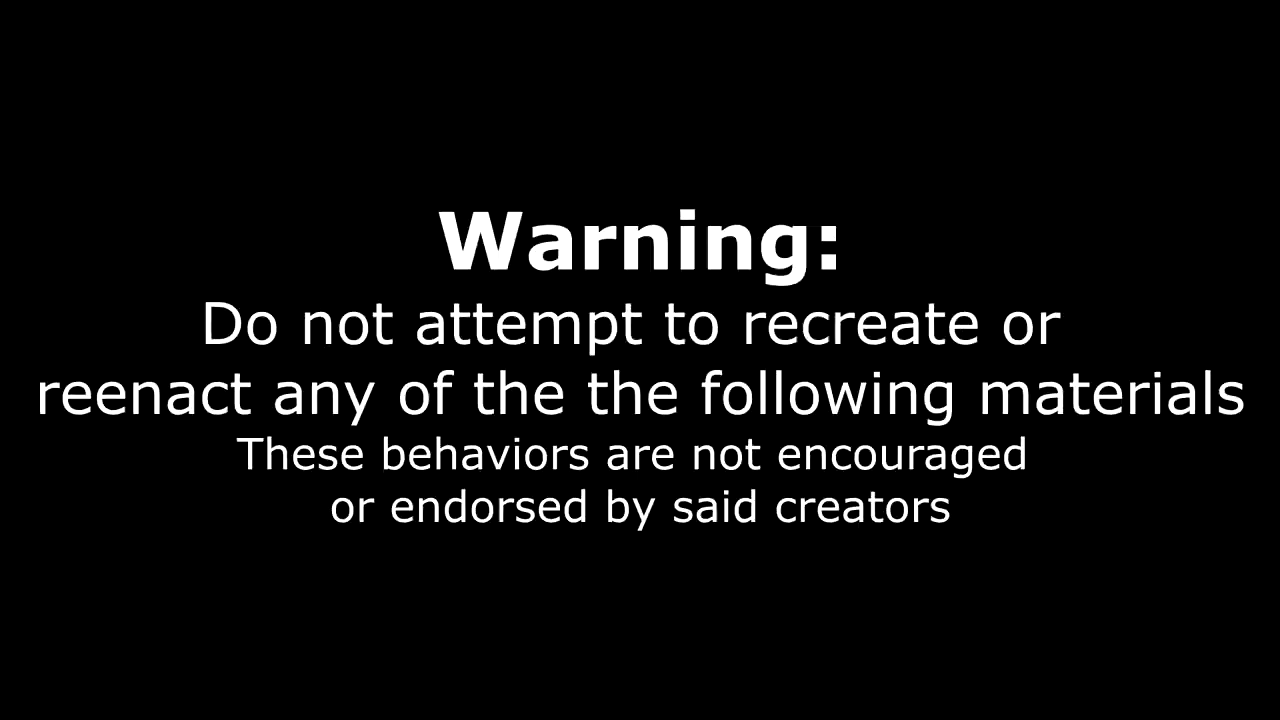 Warning:
Do not attempt to recreate or
reenact any of the the following materials
These behaviors are not encouraged
or endorsed by said creators